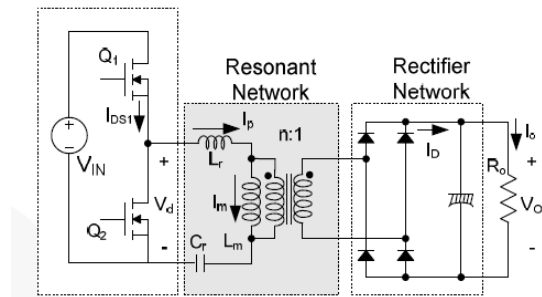 Q1
IDS1
VIN
Q2
+
Vd
-
Resonant
Network
Ip
n:1
Lr
Im
Lm
Cr
Rectifier
Network
ID
Io
Ro
+
VO
-